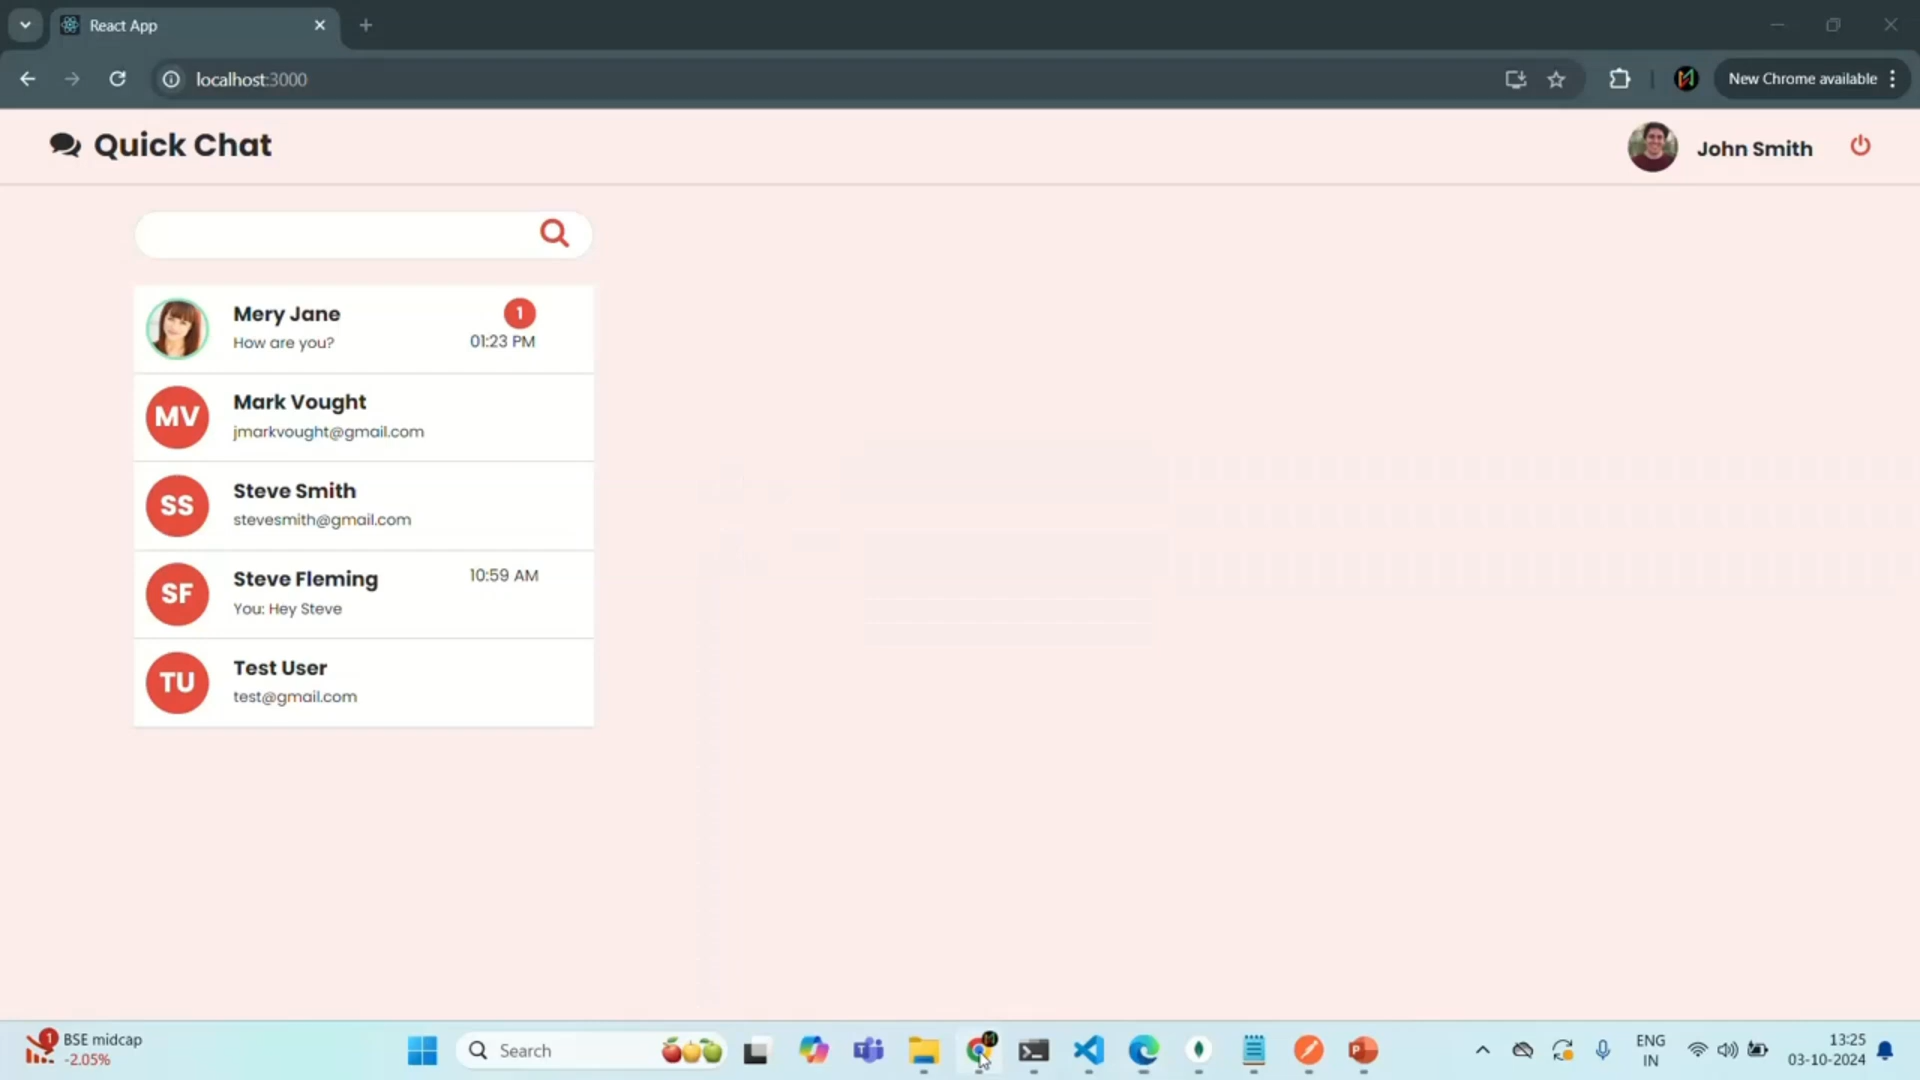 React App
localhost:3000
New Chrome available
Quick Chat
John Smith
Mery Jane
1
How are you?
01:23 PM
MV
Mark Vought
jmarkvought@gmail.com
SS
Steve Smith
stevesmith@gmail.com
SF
Steve Fleming
10:59 AM
You: Hey Steve
TU
Test User
test@gmail.com
1
BSE midcap
-2.05%
Search
ENG
IN
13:25
03-10-2024